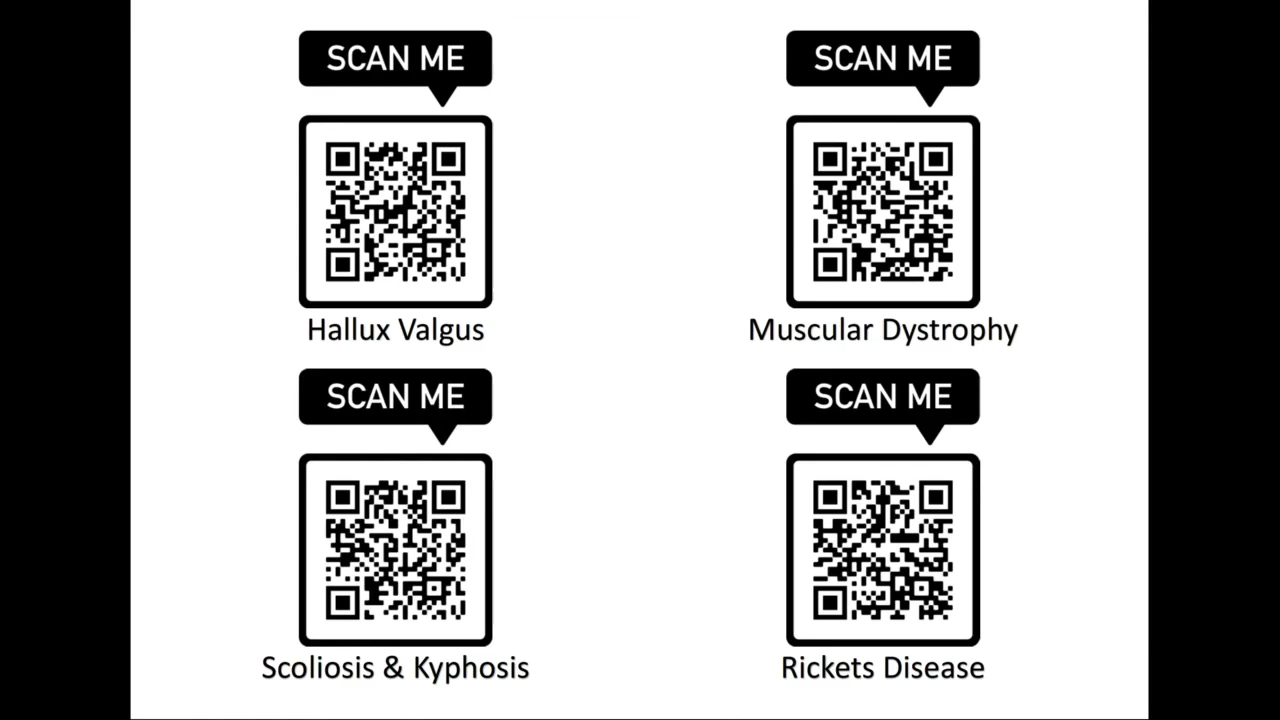 SCAN ME
SCAN ME
Hallux Valgus
Muscular Dystrophy
SCAN ME
SCAN ME
Scoliosis & Kyphosis
Rickets Disease